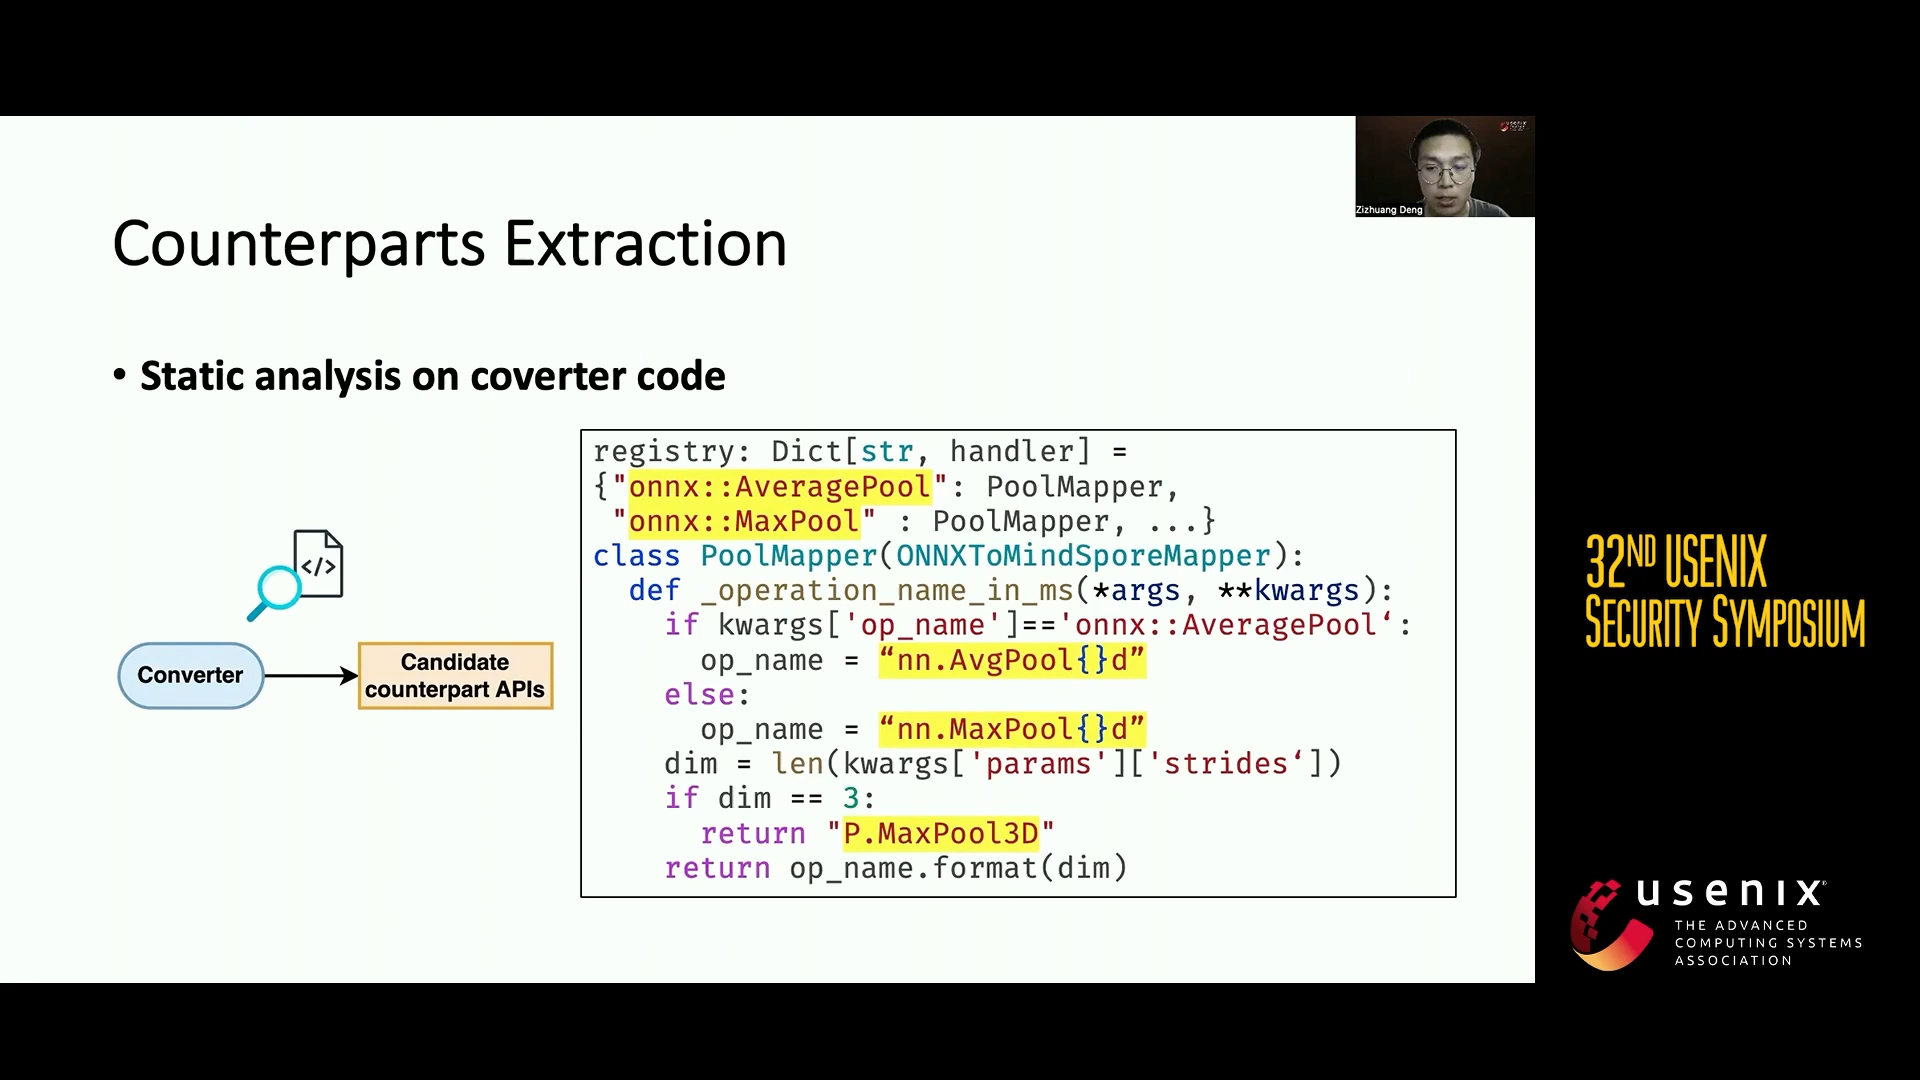 Zizhuang Deng
Counterparts Extraction
• Static analysis on coverter code
</>
Converter
Candidate
counterpart APIs
registry: Dict[str, handler] =
{"onnx::AveragePool": PoolMapper,
"onnx::MaxPool" : PoolMapper, ...}
class PoolMapper(ONNXToMindSporeMapper):
def _operation_name_in_ms(*args, **kwargs):
if kwargs['op_name']=='onnx::AveragePool‘:
op_name = “nn.AvgPool{}d”
else:
op_name = “nn.MaxPool{}d”
dim = len(kwargs['params']['strides‘])
if dim == 3:
return "P.MaxPool3D"
return op_name.format(dim)
32ND USENIX
SECURITY SYMPOSIUM
usenix
THE ADVANCED
COMPUTING SYSTEMS
ASSOCIATION